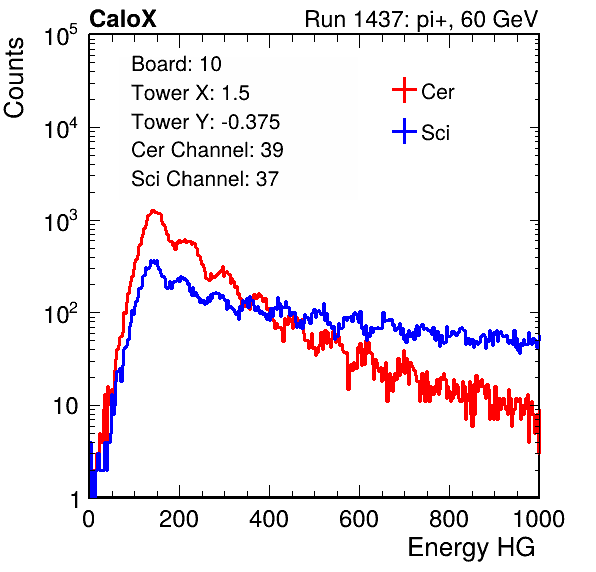 CaloX Run 1437: pi+, 60 GeV
Counts
Board: 10
Tower X: 1.5
Tower Y: -0.375
Cer Channel: 39
Sci Channel: 37
Cer
Sci
10^5
10^4
10^3
10^2
10
1
0 200 400 600 800 1000
Energy HG